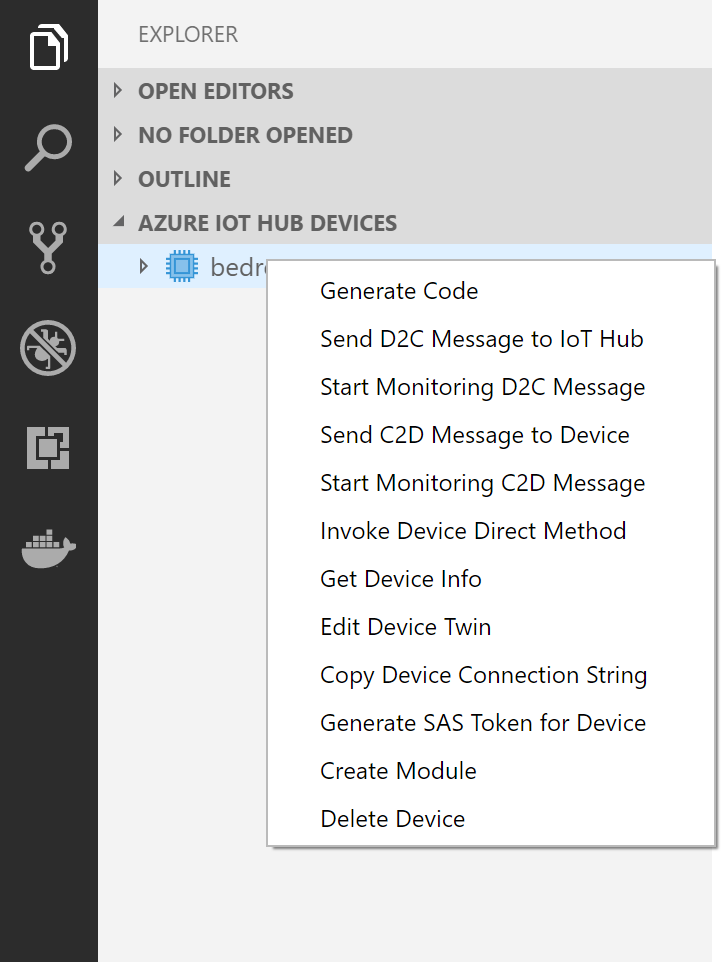 EXPLORER
OPEN EDITORS
NO FOLDER OPENED
OUTLINE
AZURE IOT HUB DEVICES
Generate Code
Send D2C Message to IoT Hub
Start Monitoring D2C Message
Send C2D Message to Device
Start Monitoring C2D Message
Invoke Device Direct Method
Get Device Info
Edit Device Twin
Copy Device Connection String
Generate SAS Token for Device
Create Module
Delete Device